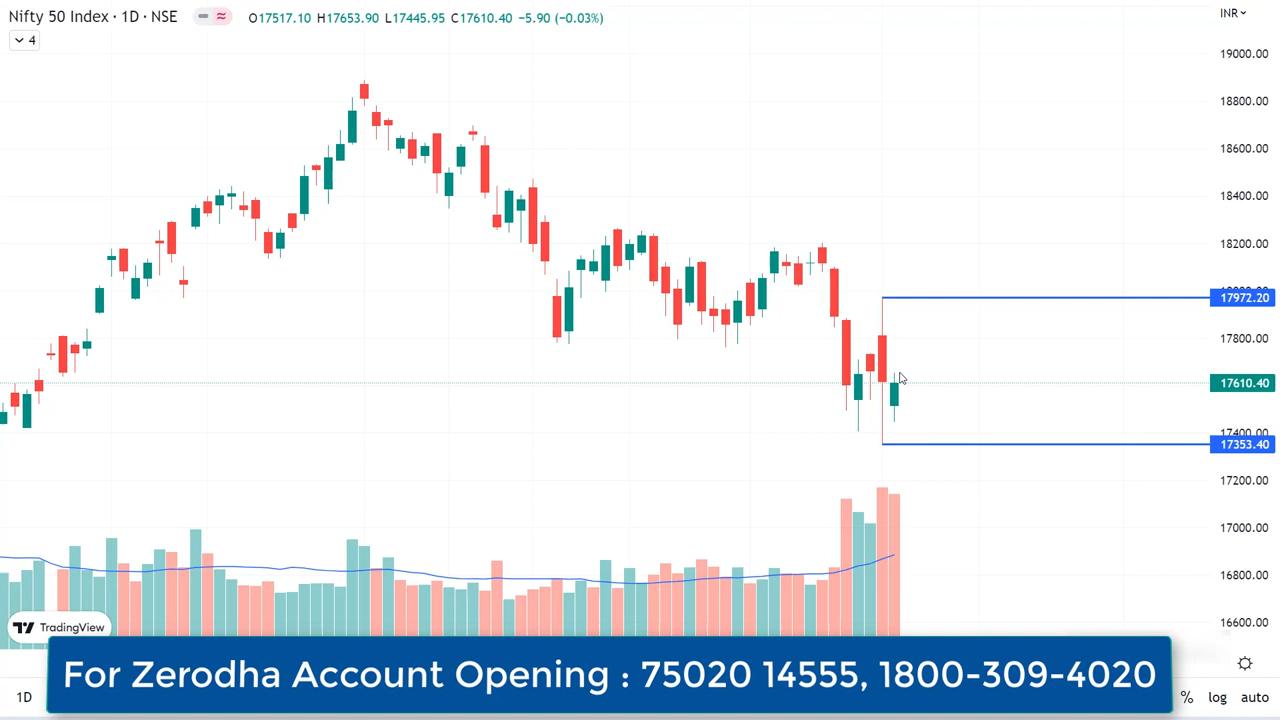 Nifty 50 Index · 1D · NSE
O17517.10 H17653.90 L17445.95 C17610.40 −5.90 (−0.03%)
INR
4
19000.00
18800.00
18600.00
18400.00
18200.00
17972.20
17800.00
17610.40
17400.00
17353.40
17200.00
17000.00
16800.00
16600.00
TradingView
For Zerodha Account Opening : 75020 14555, 1800-309-4020
1D
% log auto